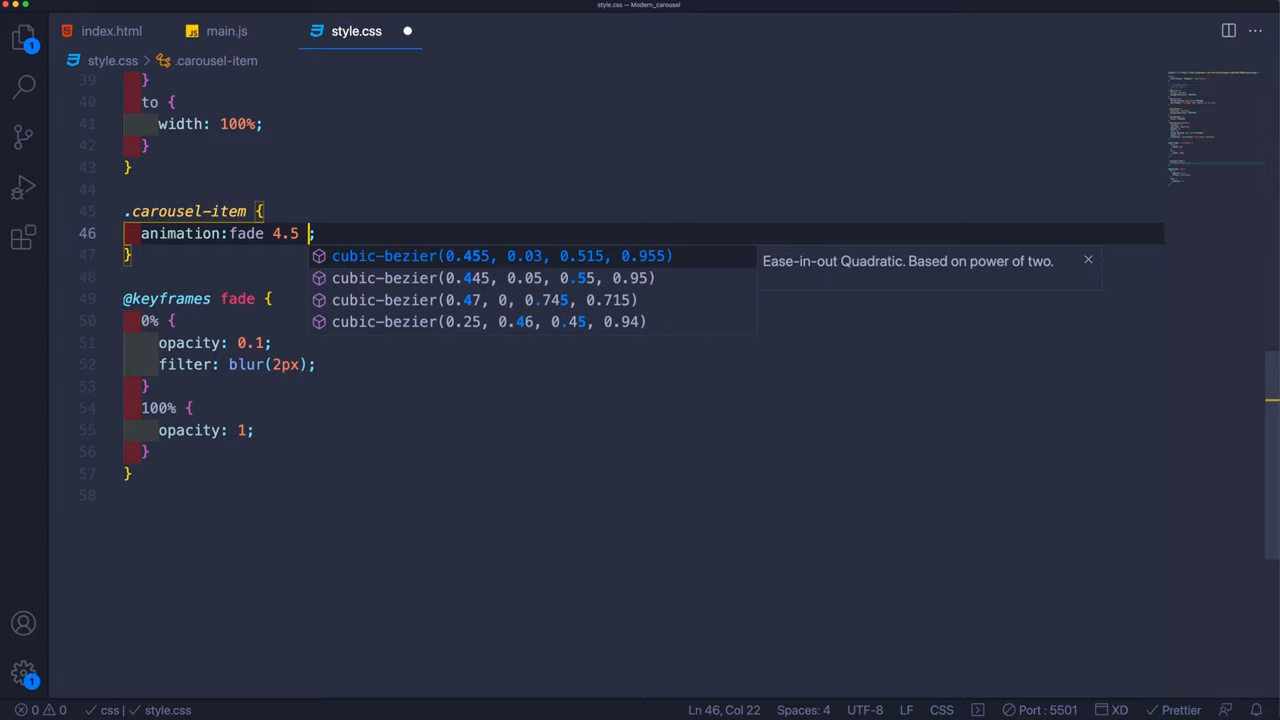 style.css — Modern_carousel
index.html
main.js
style.css
style.css > .carousel-item
39 }
40 to {
41 width: 100%;
42 }
43 }
44
45 .carousel-item {
46 animation:fade 4.5 ;
47 }
cubic-bezier(0.455, 0.03, 0.515, 0.955)
cubic-bezier(0.445, 0.05, 0.55, 0.95)
cubic-bezier(0.47, 0, 0.745, 0.715)
cubic-bezier(0.25, 0.46, 0.45, 0.94)
Ease-in-out Quadratic. Based on power of two.
48
49 @keyframes fade {
50 0% {
51 opacity: 0.1;
52 filter: blur(2px);
53 }
54 100% {
55 opacity: 1;
56 }
57 }
58
1
1
0 0 css | style.css Ln 46, Col 22 Spaces: 4 UTF-8 LF CSS Port : 5501 XD Prettier